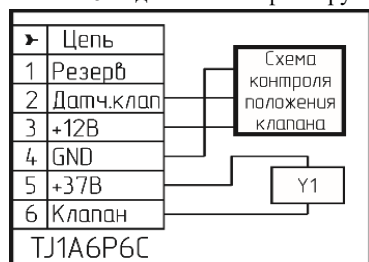 Цепь
1 Резерв
2 Датч.клап
3 +12В
4 GND
5 +37В
6 Клапан
TJ1A6P6C
Схема
контроля
положения
клапана
Y1